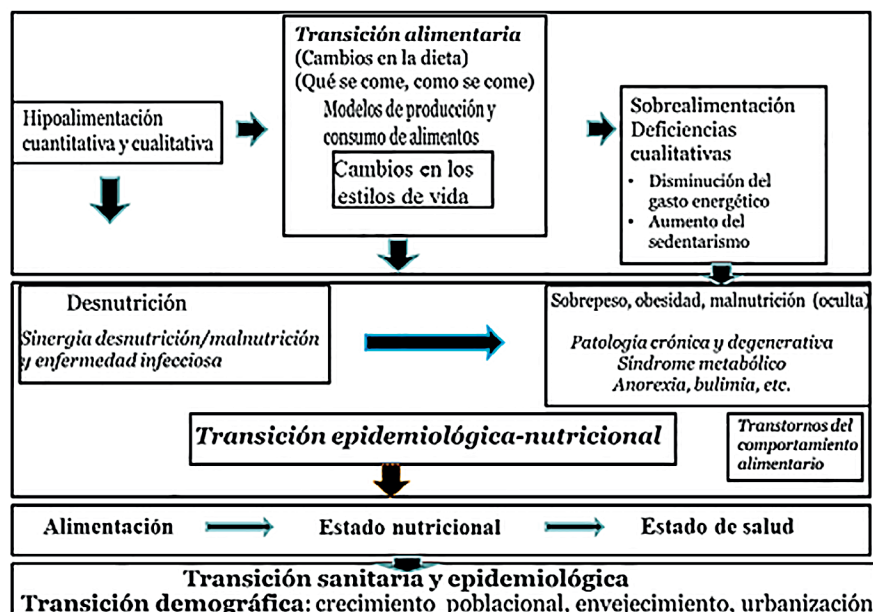 Transición alimentaria
(Cambios en la dieta)
(Qué se come, como se come)
Modelos de producción y
consumo de alimentos
Cambios en los
estilos de vida
Hipoalimentación
cuantitativa y cualitativa
Sobrealimentación
Deficiencias
cualitativas
• Disminución del
gasto energético
• Aumento del
sedentarismo
Desnutrición
Sinergia desnutrición/malnutrición
y enfermedad infecciosa
Sobrepeso, obesidad, malnutrición (oculta)
Patología crónica y degenerativa
Síndrome metabólico
Anorexia, bulimia, etc.
Transición epidemiológica-nutricional
Transtornos del
comportamiento
alimentario
Alimentación Estado nutricional Estado de salud
Transición sanitaria y epidemiológica
Transición demográfica: crecimiento poblacional, envejecimiento, urbanización